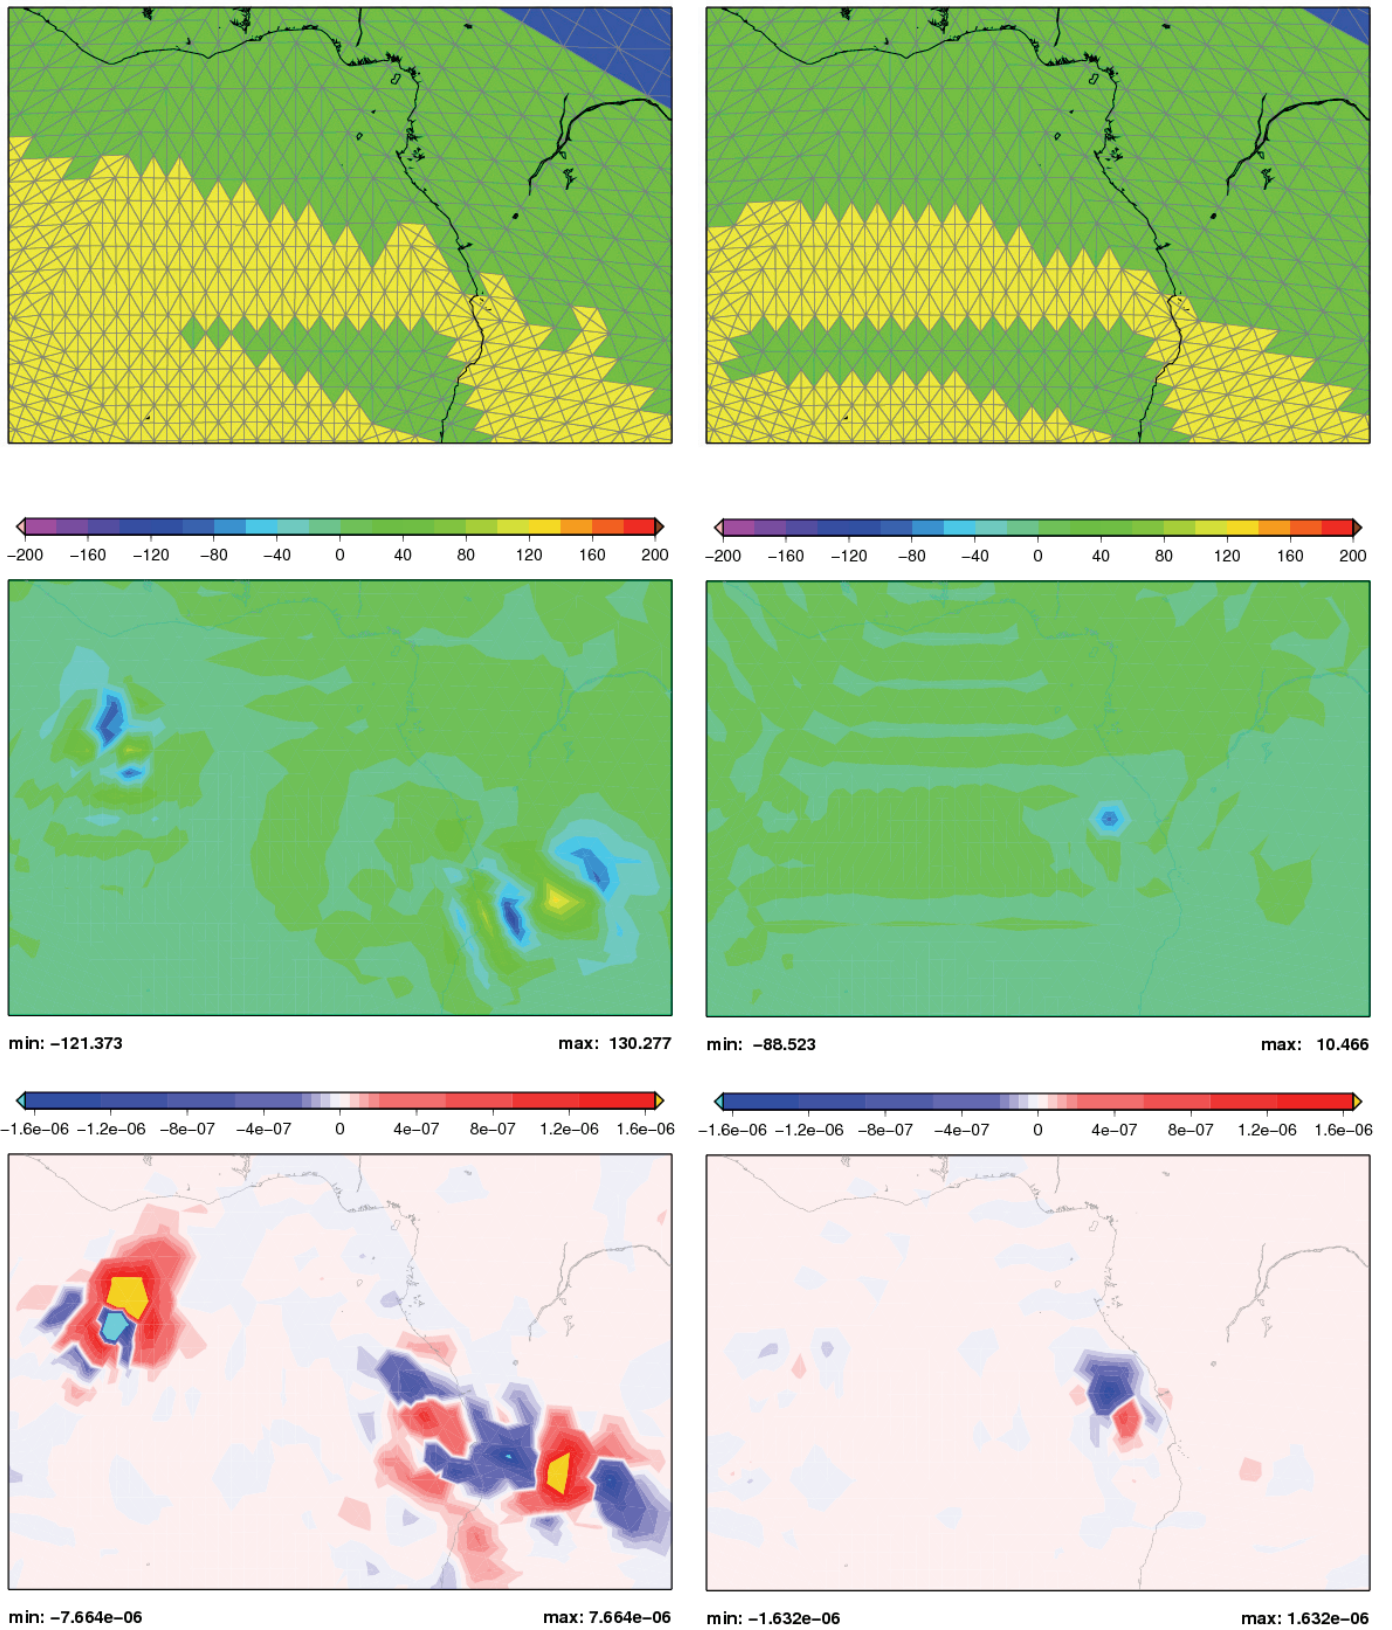 −200 −160 −120 −80 −40 0 40 80 120 160 200
−200 −160 −120 −80 −40 0 40 80 120 160 200
min: −121.373 max: 130.277
min: −88.523 max: 10.466
−1.6e−06 −1.2e−06 −8e−07 −4e−07 0 4e−07 8e−07 1.2e−06 1.6e−06
−1.6e−06 −1.2e−06 −8e−07 −4e−07 0 4e−07 8e−07 1.2e−06 1.6e−06
min: −7.664e−06 max: 7.664e−06
min: −1.632e−06 max: 1.632e−06